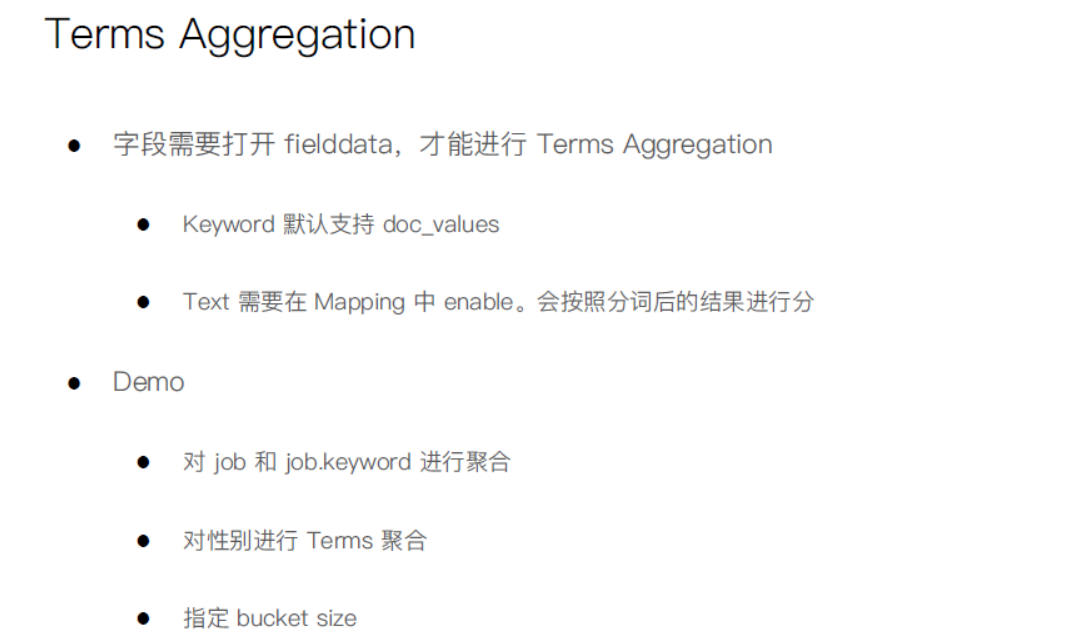 Terms Aggregation
字段需要打开 fielddata，才能进行 Terms Aggregation
Keyword 默认支持 doc_values
Text 需要在 Mapping 中 enable。会按照分词后的结果进行分
Demo
对 job 和 job.keyword 进行聚合
对性别进行 Terms 聚合
指定 bucket size